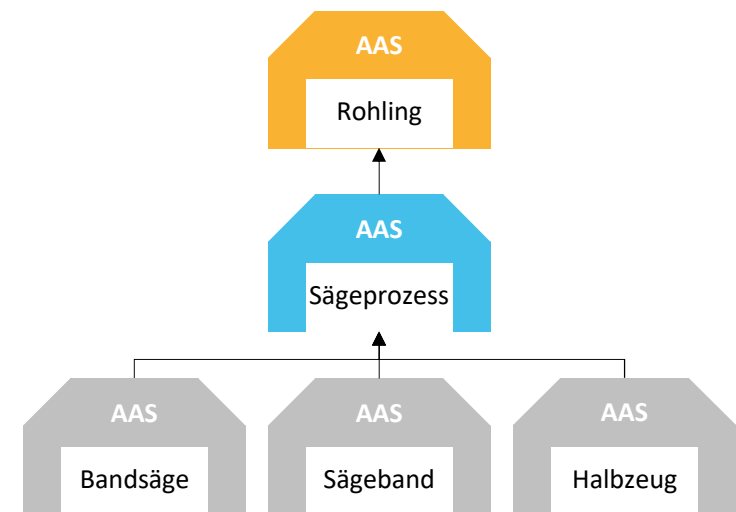 AAS
Rohling
AAS
Sägeprozess
AAS
Bandsäge
AAS
Sägeband
AAS
Halbzeug